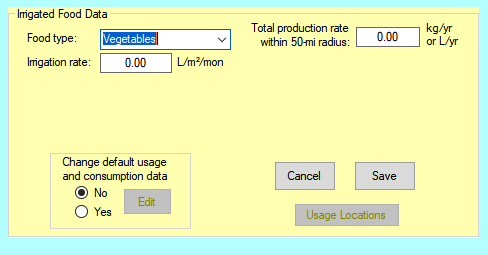 Irrigated Food Data
Food type: Vegetables
Irrigation rate: 0.00 L/m²/mon
Total production rate
within 50-mi radius: 0.00 kg/yr
or L/yr
Change default usage
and consumption data
No
Yes
Edit
Cancel
Save
Usage Locations